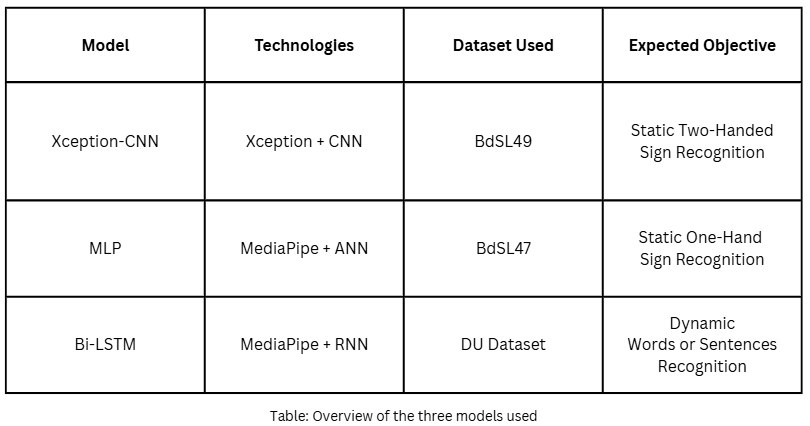 Model Technologies Dataset Used Expected Objective
Xception-CNN Xception + CNN BdSL49 Static Two-Handed
Sign Recognition
MLP MediaPipe + ANN BdSL47 Static One-Hand
Sign Recognition
Bi-LSTM MediaPipe + RNN DU Dataset Dynamic
Words or Sentences
Recognition
Table: Overview of the three models used